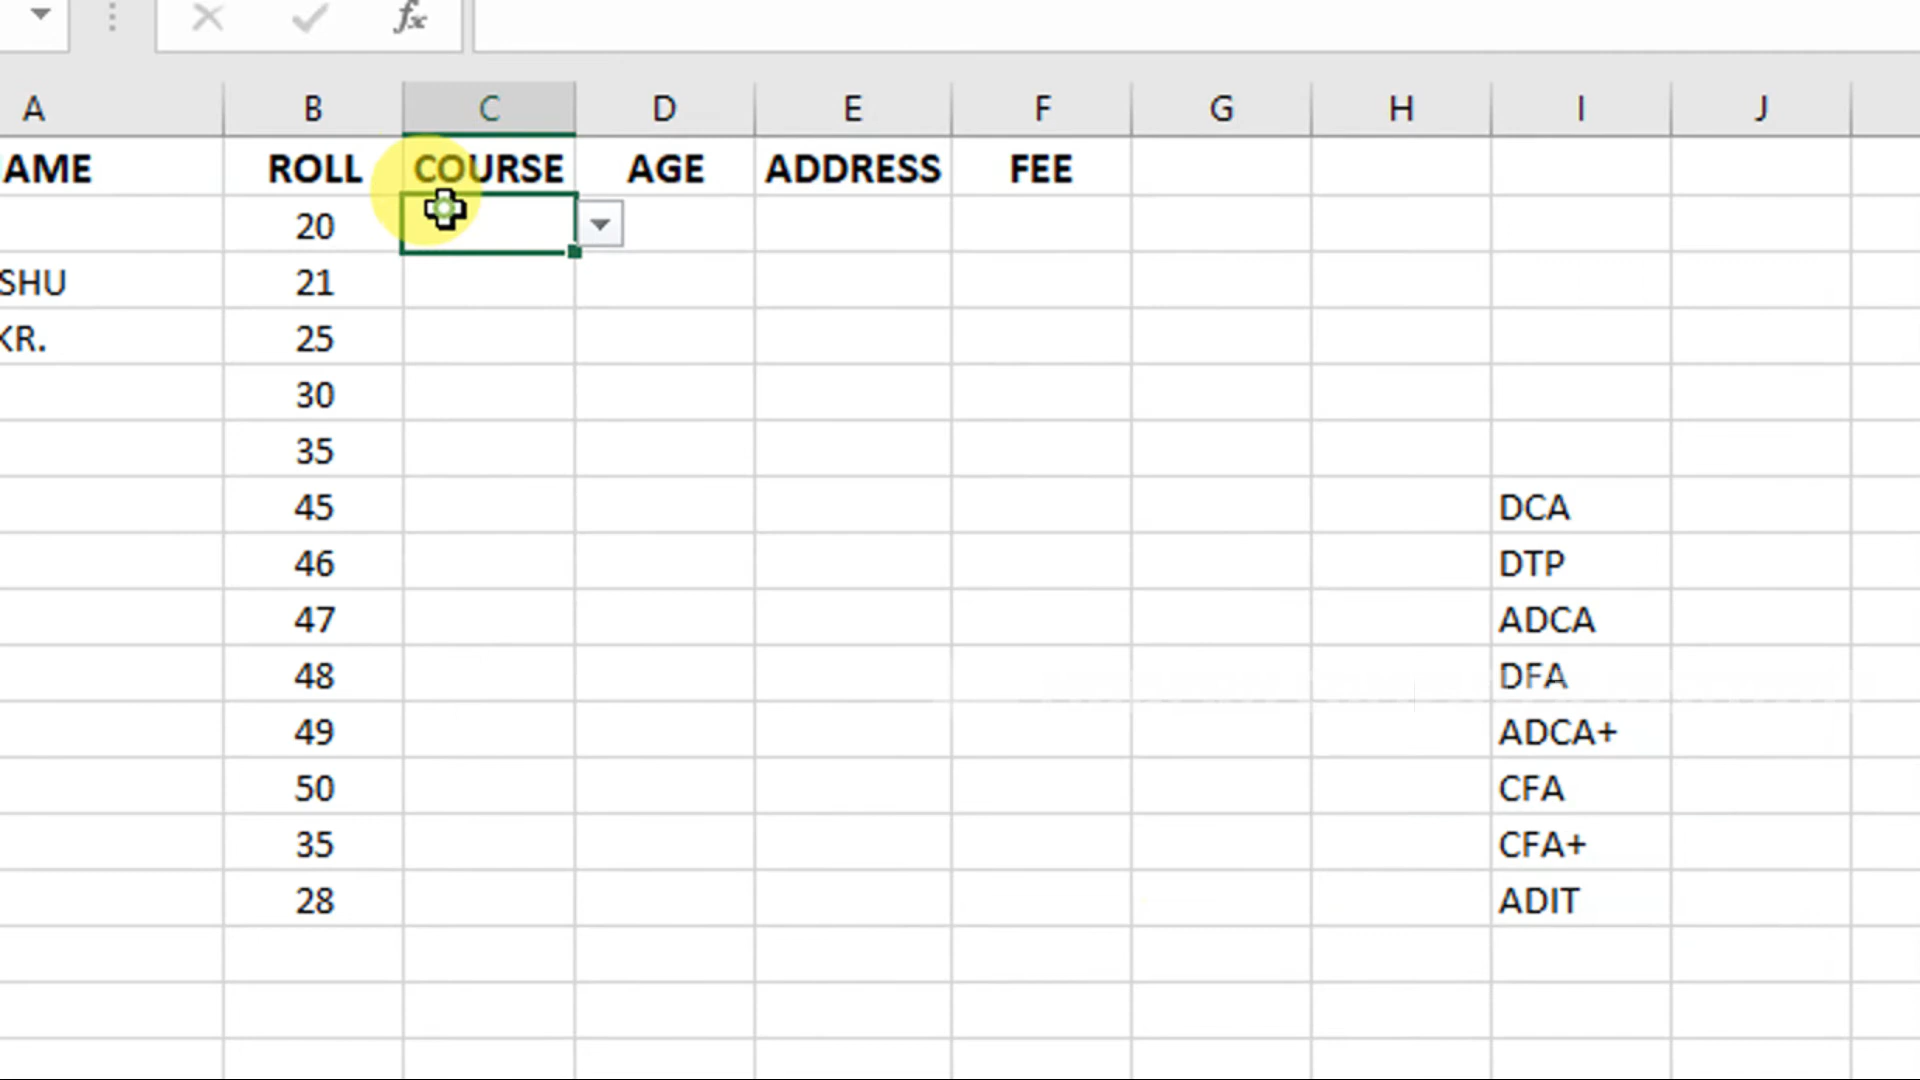 fx
A B C D E F G H I J
AME ROLL COURSE AGE ADDRESS FEE
20
SHU 21
KR. 25
30
35
45 DCA
46 DTP
47 ADCA
48 DFA
49 ADCA+
50 CFA
35 CFA+
28 ADIT